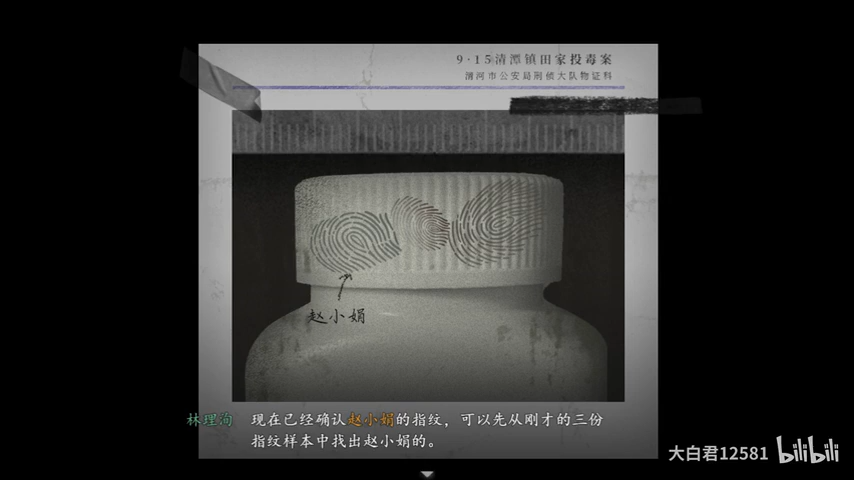 9·15清潭镇田家投毒案
渭河市公安局刑侦大队物证科
赵小娟
林理洵 现在已经确认赵小娟的指纹，可以先从刚才的三份
指纹样本中找出赵小娟的。
大白君12581 bilibili